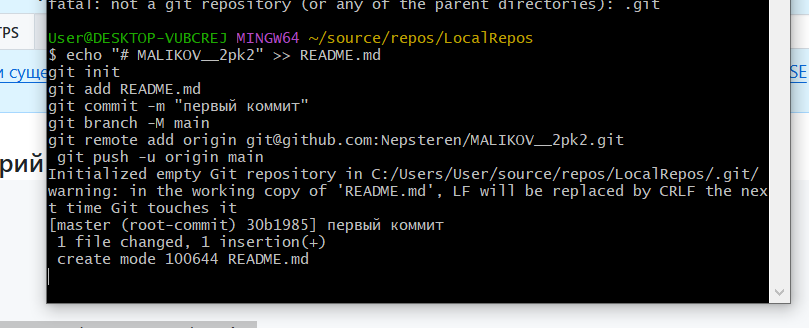 fatal: not a git repository (or any of the parent directories): .git
User@DESKTOP-VUBCREJ MINGW64 ~/source/repos/LocalRepos
$ echo "# MALIKOV__2pk2" >> README.md
git init
git add README.md
git commit -m "первый коммит"
git branch -M main
git remote add origin git@github.com:Nepsteren/MALIKOV__2pk2.git
git push -u origin main
Initialized empty Git repository in C:/Users/User/source/repos/LocalRepos/.git/
warning: in the working copy of 'README.md', LF will be replaced by CRLF the nex
t time Git touches it
[master (root-commit) 30b1985] первый коммит
1 file changed, 1 insertion(+)
create mode 100644 README.md